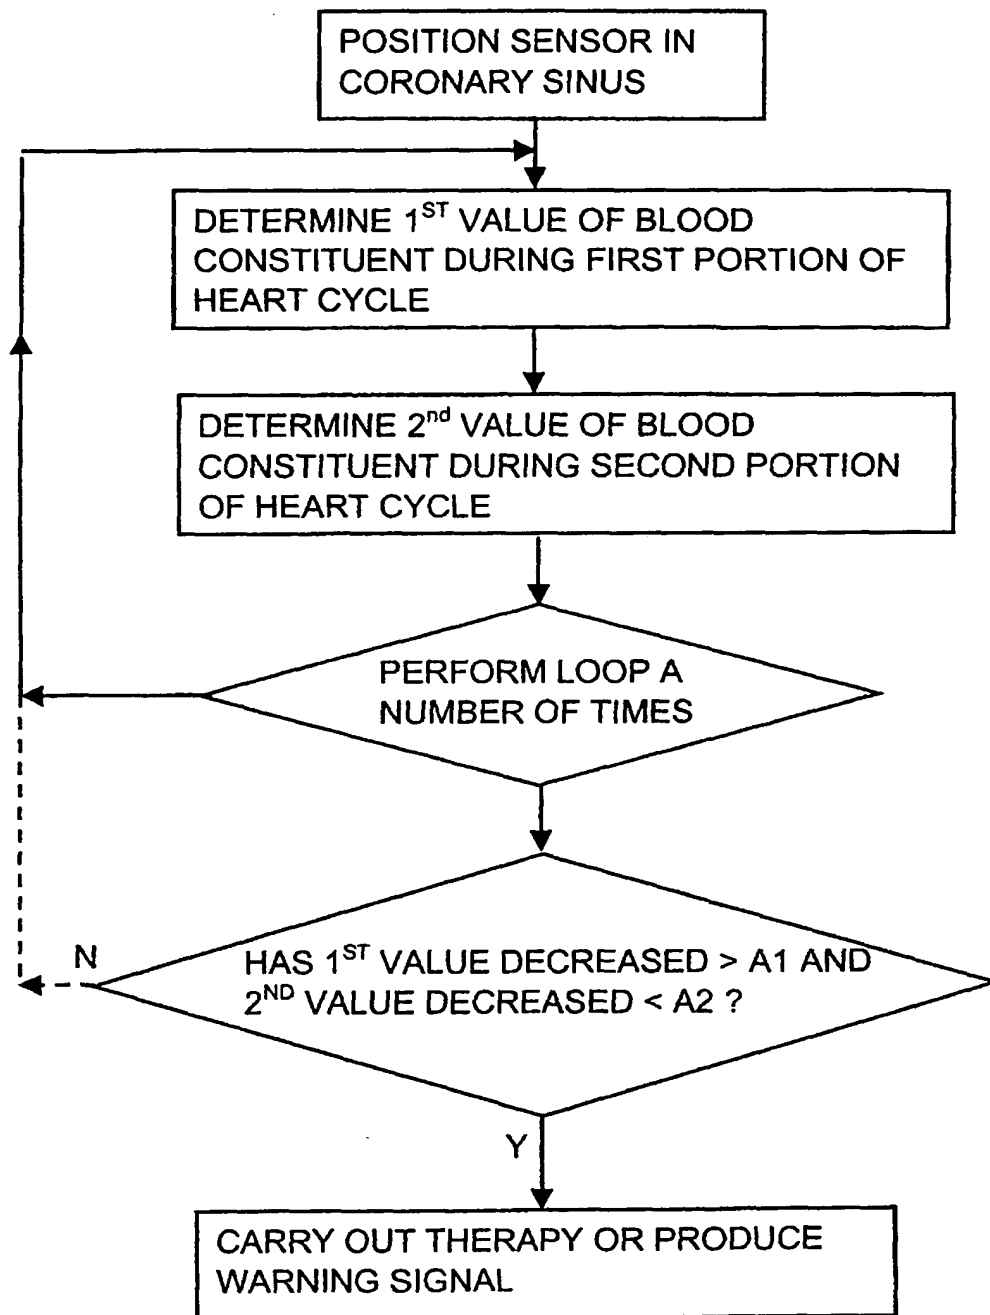 POSITION SENSOR IN
CORONARY SINUS
DETERMINE 1ST VALUE OF BLOOD
CONSTITUENT DURING FIRST PORTION OF
HEART CYCLE
DETERMINE 2nd VALUE OF BLOOD
CONSTITUENT DURING SECOND PORTION
OF HEART CYCLE
PERFORM LOOP A
NUMBER OF TIMES
N
HAS 1ST VALUE DECREASED > A1 AND
2ND VALUE DECREASED < A2 ?
Y
CARRY OUT THERAPY OR PRODUCE
WARNING SIGNAL